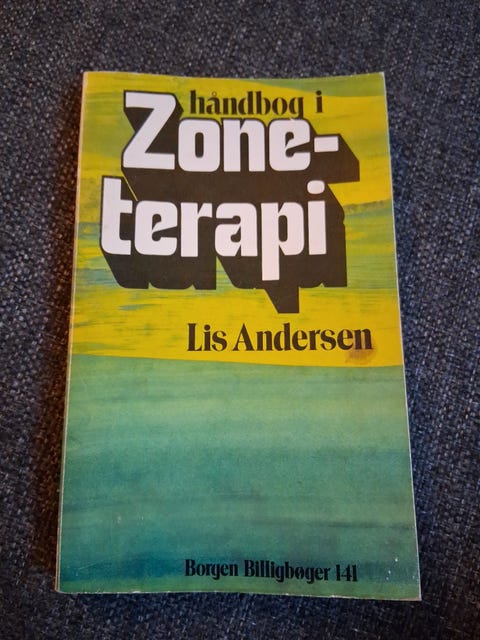 håndbog i
Zone-
terapi
Lis Andersen
Borgen Billigbøger 141